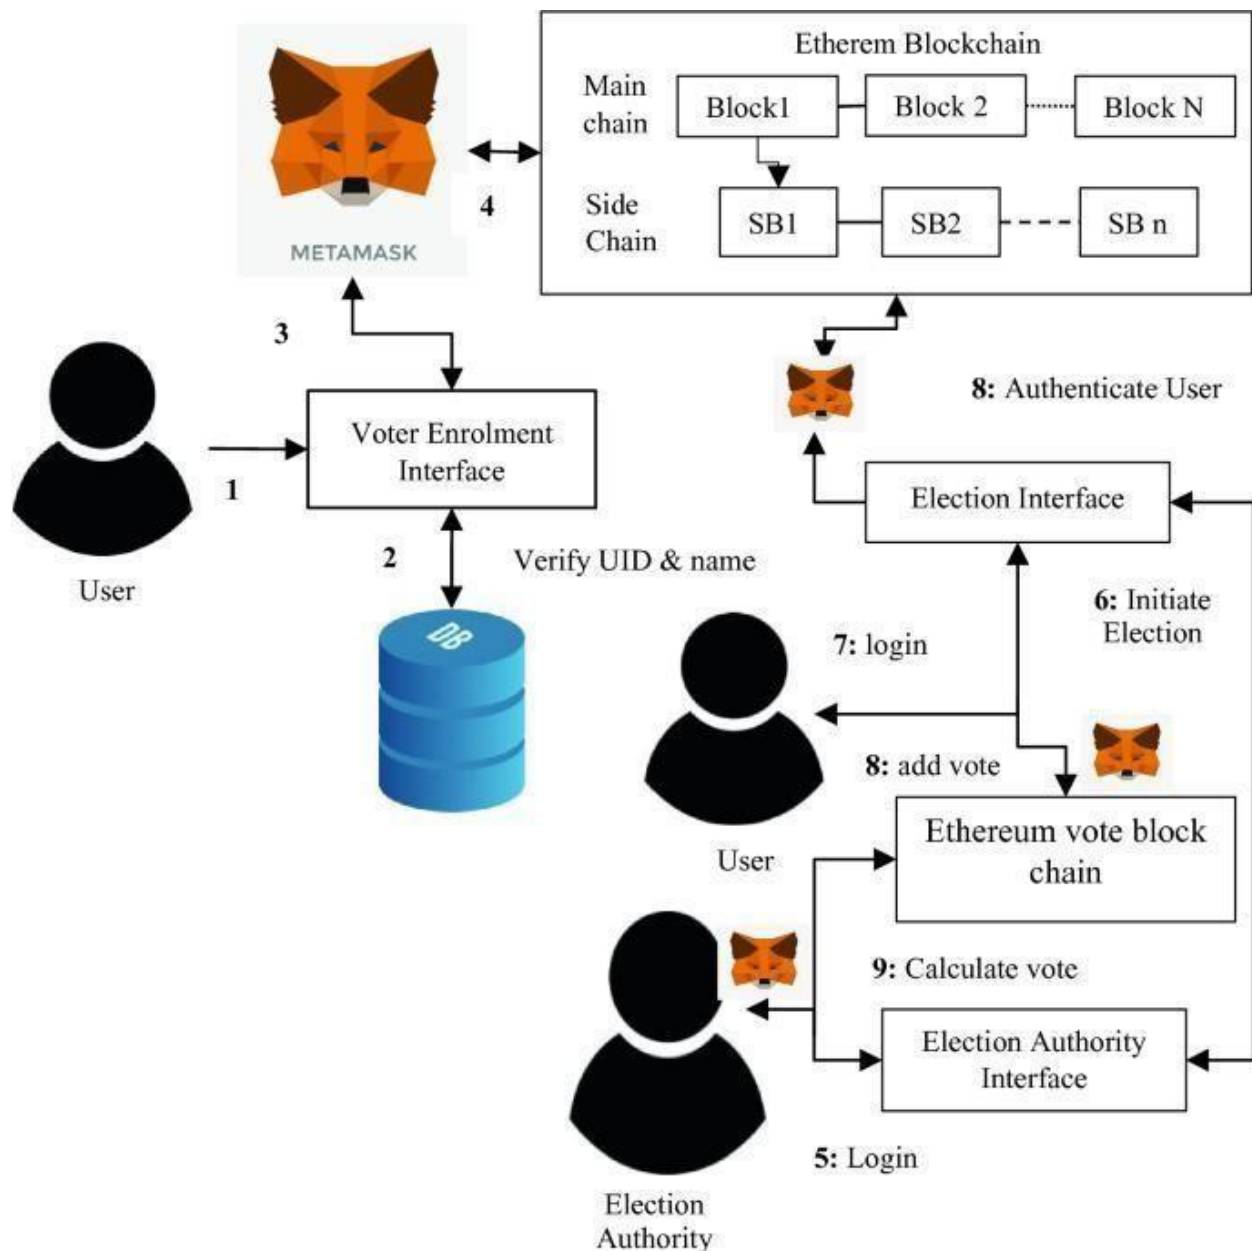 Etherem Blockchain
Main
chain
Block1
Block 2
Block N
Side
Chain
SB1
SB2
SB n
METAMASK
4
3
8: Authenticate User
Voter Enrolment
Interface
1
User
2
Verify UID & name
DB
Election Interface
6: Initiate
Election
7: login
8: add vote
User
Ethereum vote block
chain
9: Calculate vote
Election Authority
Interface
5: Login
Election
Authority